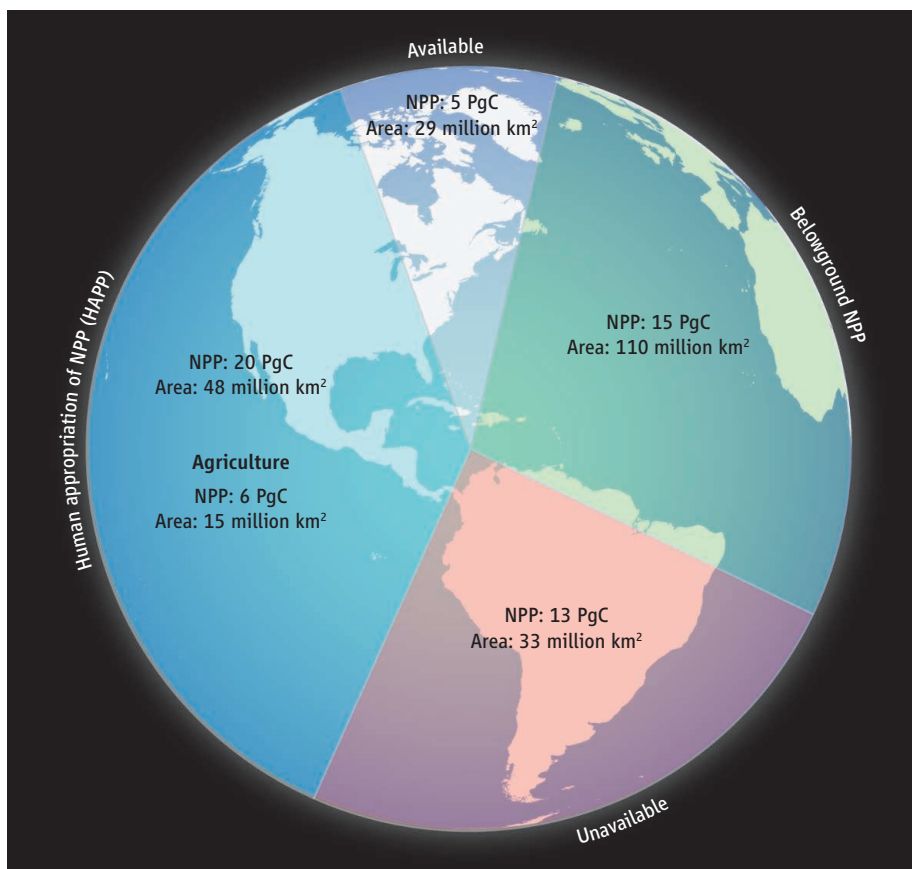 Available
NPP: 5 PgC
Area: 29 million km²
Belowground NPP
NPP: 15 PgC
Area: 110 million km²
Human appropriation of NPP (HAPP)
NPP: 20 PgC
Area: 48 million km²
Agriculture
NPP: 6 PgC
Area: 15 million km²
NPP: 13 PgC
Area: 33 million km²
Unavailable